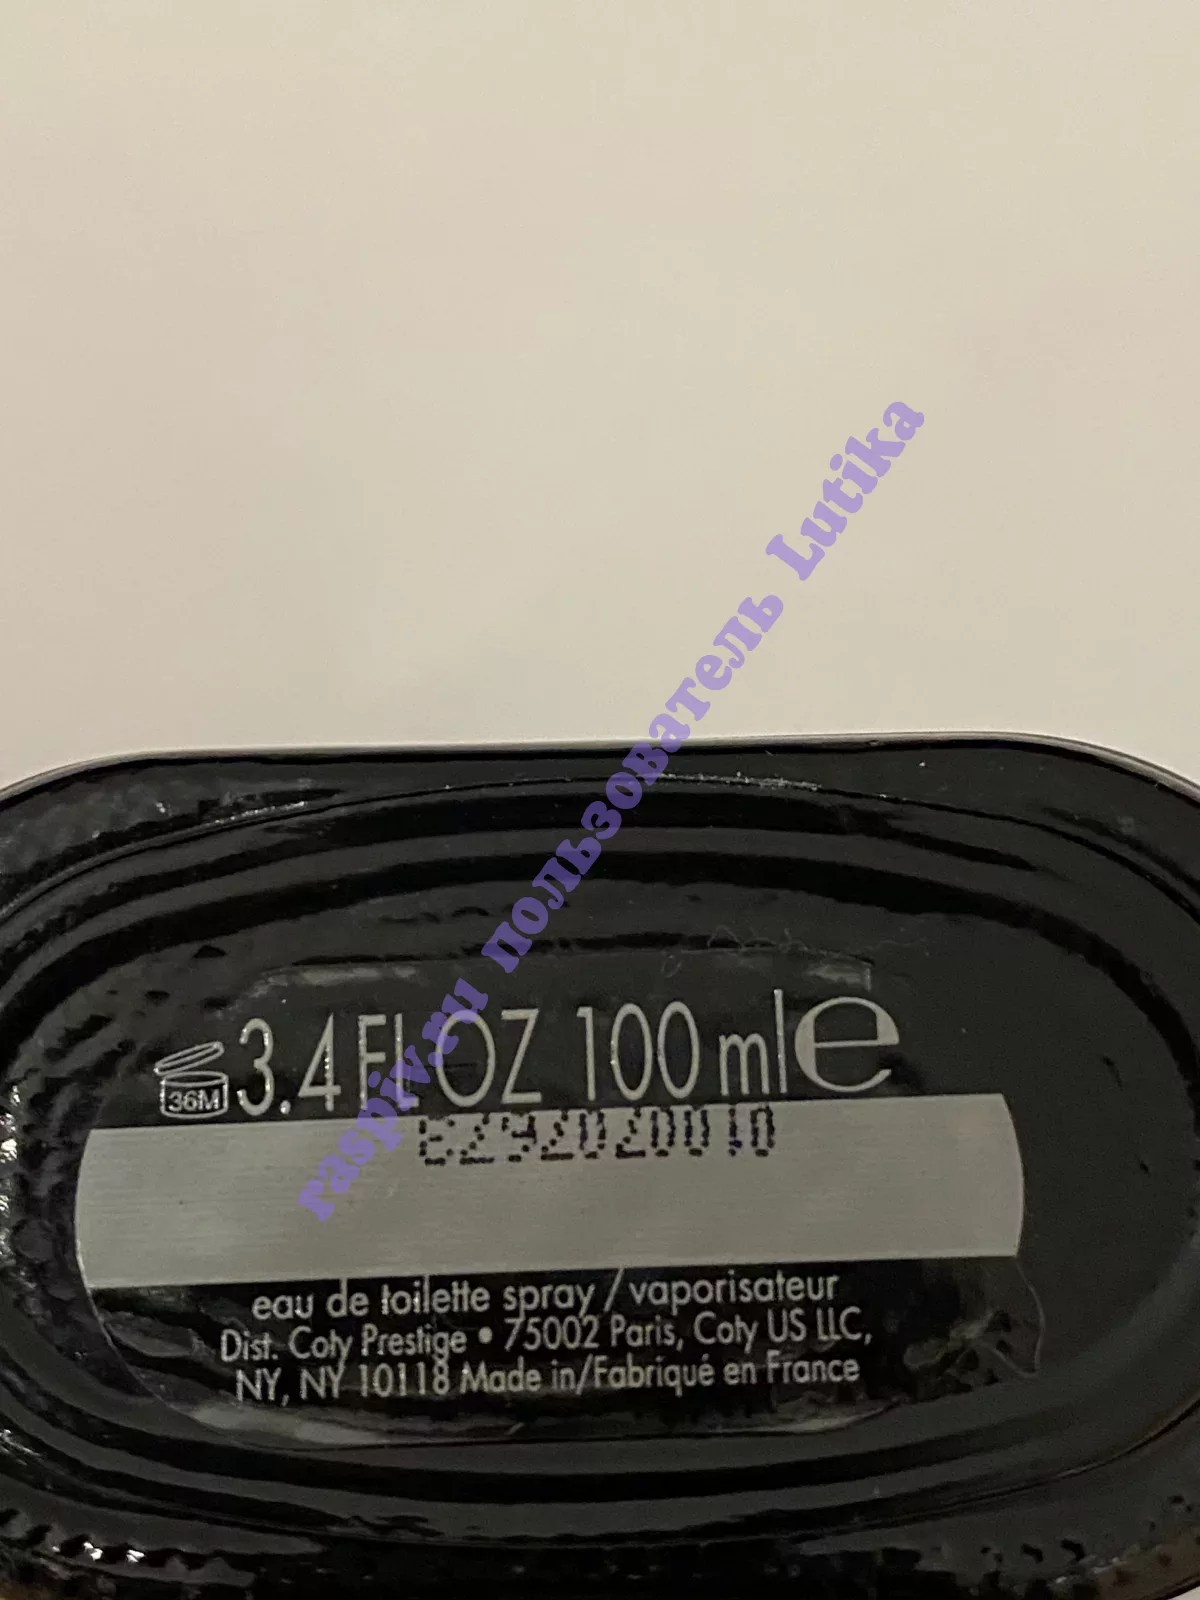 raspiv.ru пользователь Lutika
36M
3.4 FL OZ 100 ml e
eau de toilette spray / vaporisateur
Dist. Coty Prestige • 75002 Paris, Coty US LLC,
NY, NY 10118 Made in/Fabriqué en France